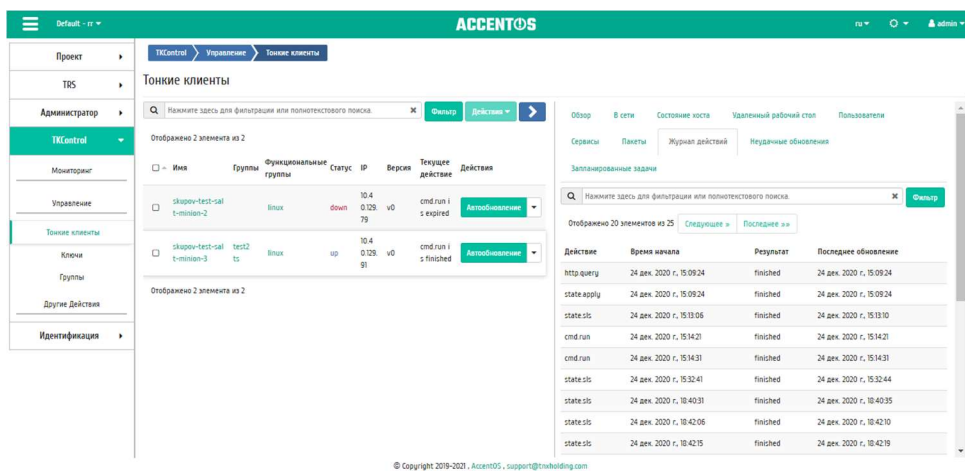 Default - rr
ACCENTOS
ru
admin
Проект
TRS
Администратор
TKControl
Мониторинг
Управление
Тонкие клиенты
Ключи
Группы
Другие Действия
Идентификация
TKControl Управление Тонкие клиенты
Тонкие клиенты
Нажмите здесь для фильтрации или полнотекстового поиска.
Фильтр
Действия
Отображено 2 элемента из 2
Имя Группы Функциональные группы Статус IP Версия Текущее действие Действия
skupov-test-sal
t-minion-2
linux
down
10.4
0.129.
79
v0
cmd.run i
s expired
Автообновление
skupov-test-sal
t-minion-3
test2
ts
linux
up
10.4
0.129.
91
v0
cmd.run i
s finished
Автообновление
Отображено 2 элемента из 2
Обзор В сети Состояние хоста Удаленный рабочий стол Пользователи
Сервисы Пакеты Журнал действий Неудачные обновления
Запланированные задачи
Нажмите здесь для фильтрации или полнотекстового поиска.
Фильтр
Отображено 20 элементов из 25 Следующее » Последнее »»
Действие Время начала Результат Последнее обновление
http.query 24 дек. 2020 г., 15:09:24 finished 24 дек. 2020 г., 15:09:24
state.apply 24 дек. 2020 г., 15:09:24 finished 24 дек. 2020 г., 15:09:24
state.sls 24 дек. 2020 г., 15:13:06 finished 24 дек. 2020 г., 15:13:10
cmd.run 24 дек. 2020 г., 15:14:21 finished 24 дек. 2020 г., 15:14:21
cmd.run 24 дек. 2020 г., 15:14:31 finished 24 дек. 2020 г., 15:14:31
state.sls 24 дек. 2020 г., 15:32:41 finished 24 дек. 2020 г., 15:32:44
state.sls 24 дек. 2020 г., 18:40:31 finished 24 дек. 2020 г., 18:40:35
state.sls 24 дек. 2020 г., 18:42:06 finished 24 дек. 2020 г., 18:42:10
state.sls 24 дек. 2020 г., 18:42:15 finished 24 дек. 2020 г., 18:42:19
© Copyright 2019-2021 , AccentOS , support@tnxholding.com